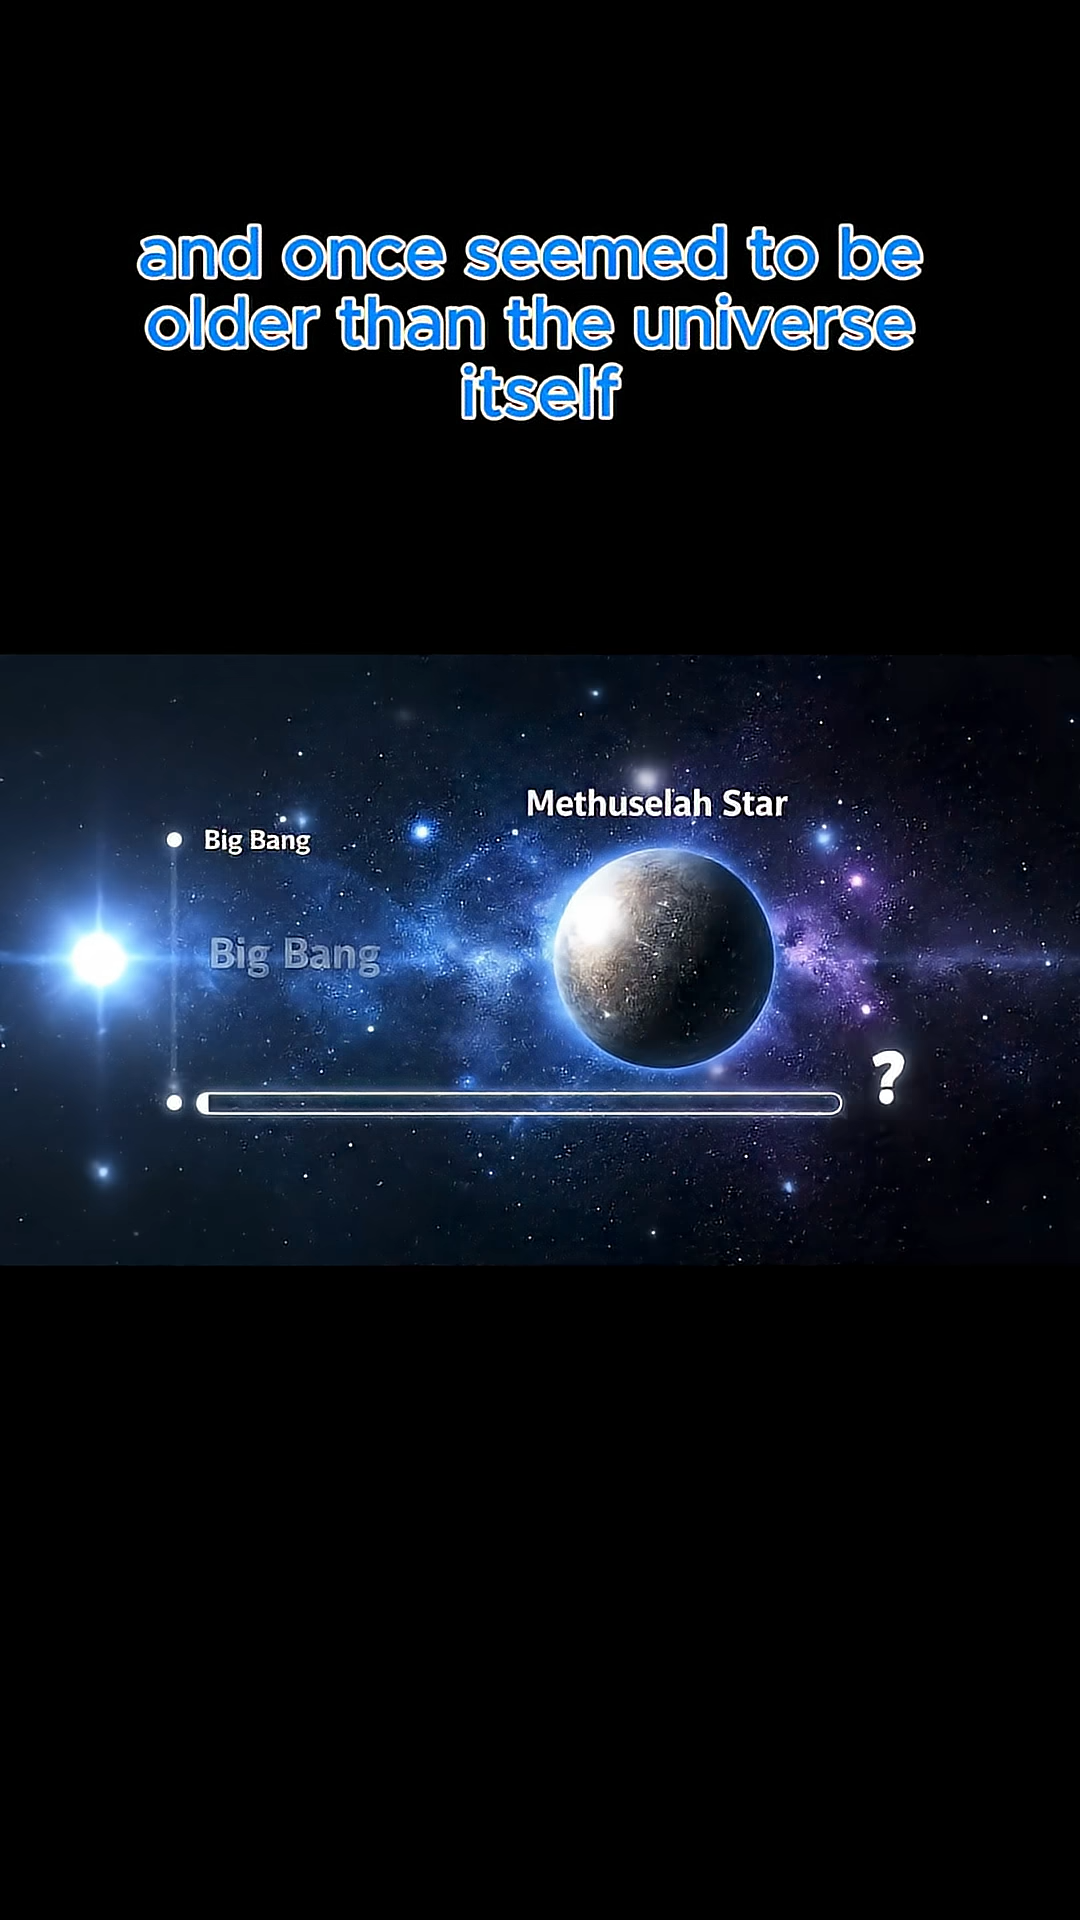 and once seemed to be
older than the universe
itself
Methuselah Star
Big Bang
Big Bang
?